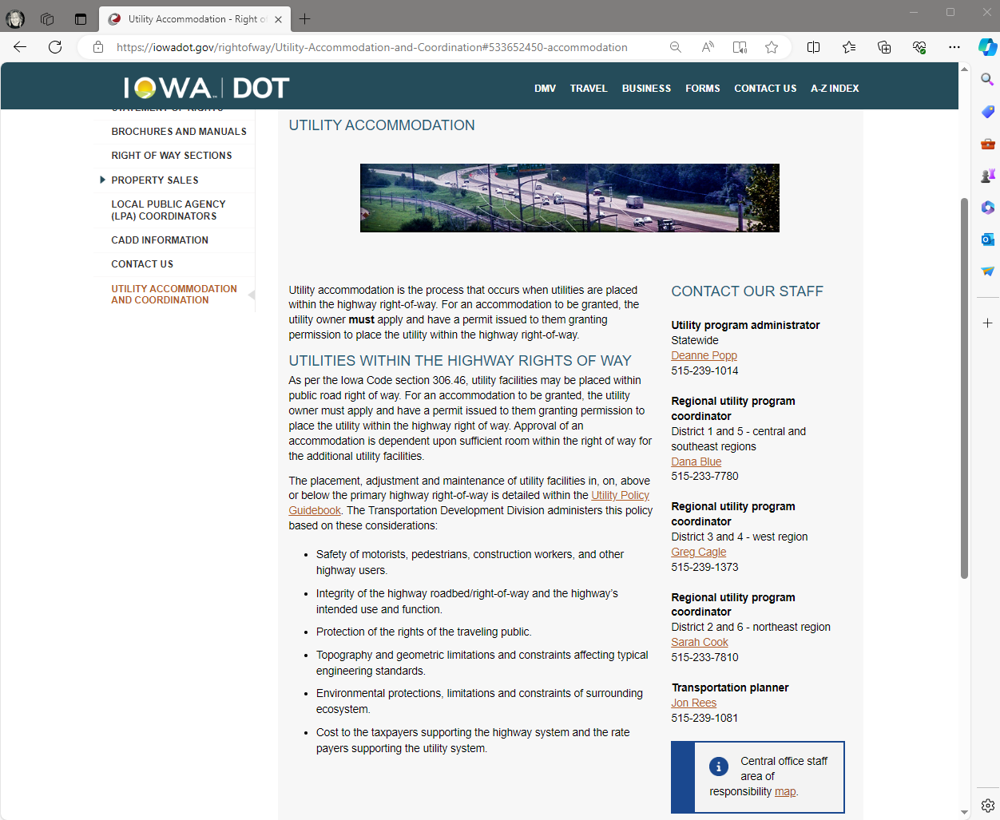 Utility Accommodation - Right o
https://iowadot.gov/rightofway/Utility-Accommodation-and-Coordination#533652450-accommodation
IOWA | DOT
DMV TRAVEL BUSINESS FORMS CONTACT US A-Z INDEX
STATEMENT OF RIGHTS
BROCHURES AND MANUALS
RIGHT OF WAY SECTIONS
PROPERTY SALES
LOCAL PUBLIC AGENCY
(LPA) COORDINATORS
CADD INFORMATION
CONTACT US
UTILITY ACCOMMODATION
AND COORDINATION
UTILITY ACCOMMODATION
Utility accommodation is the process that occurs when utilities are placed
within the highway right-of-way. For an accommodation to be granted, the
utility owner must apply and have a permit issued to them granting
permission to place the utility within the highway right-of-way.
UTILITIES WITHIN THE HIGHWAY RIGHTS OF WAY
As per the Iowa Code section 306.46, utility facilities may be placed within
public road right of way. For an accommodation to be granted, the utility
owner must apply and have a permit issued to them granting permission to
place the utility within the highway right of way. Approval of an
accommodation is dependent upon sufficient room within the right of way for
the additional utility facilities.
The placement, adjustment and maintenance of utility facilities in, on, above
or below the primary highway right-of-way is detailed within the Utility Policy
Guidebook. The Transportation Development Division administers this policy
based on these considerations:
• Safety of motorists, pedestrians, construction workers, and other
highway users.
• Integrity of the highway roadbed/right-of-way and the highway's
intended use and function.
• Protection of the rights of the traveling public.
• Topography and geometric limitations and constraints affecting typical
engineering standards.
• Environmental protections, limitations and constraints of surrounding
ecosystem.
• Cost to the taxpayers supporting the highway system and the rate
payers supporting the utility system.
CONTACT OUR STAFF
Utility program administrator
Statewide
Deanne Popp
515-239-1014
Regional utility program
coordinator
District 1 and 5 - central and
southeast regions
Dana Blue
515-233-7780
Regional utility program
coordinator
District 3 and 4 - west region
Greg Cagle
515-239-1373
Regional utility program
coordinator
District 2 and 6 - northeast region
Sarah Cook
515-233-7810
Transportation planner
Jon Rees
515-239-1081
Central office staff
area of
responsibility map.